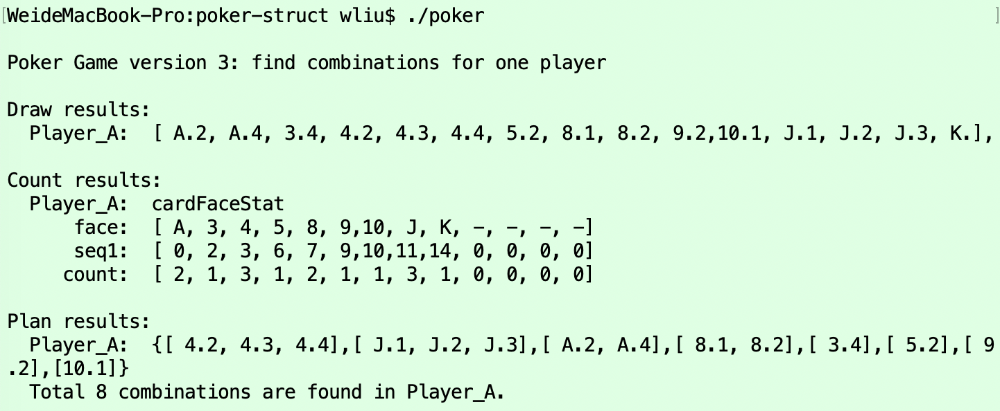 [WeideMacBook-Pro:poker-struct wliu$ ./poker ]
Poker Game version 3: find combinations for one player
Draw results:
Player_A: [ A.2, A.4, 3.4, 4.2, 4.3, 4.4, 5.2, 8.1, 8.2, 9.2,10.1, J.1, J.2, J.3, K.],
Count results:
Player_A: cardFaceStat
face: [ A, 3, 4, 5, 8, 9,10, J, K, -, -, -, -]
seq1: [ 0, 2, 3, 6, 7, 9,10,11,14, 0, 0, 0, 0]
count: [ 2, 1, 3, 1, 2, 1, 1, 3, 1, 0, 0, 0, 0]
Plan results:
Player_A: {[ 4.2, 4.3, 4.4],[ J.1, J.2, J.3],[ A.2, A.4],[ 8.1, 8.2],[ 3.4],[ 5.2],[ 9
.2],[10.1]}
Total 8 combinations are found in Player_A.